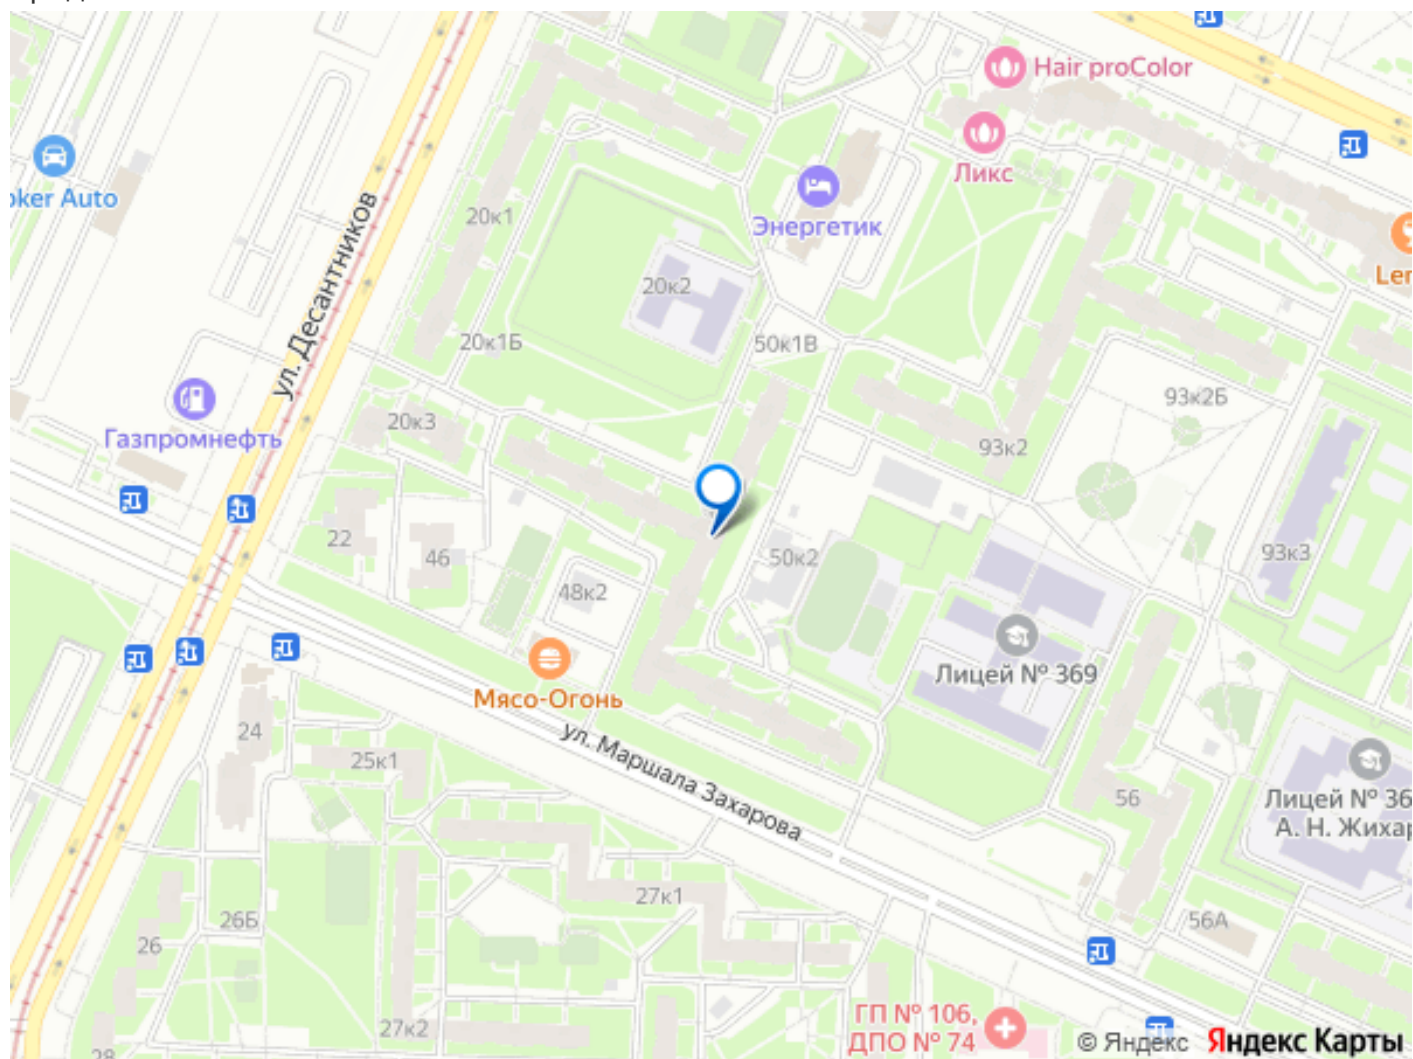 Hair proColor
Ликс
oker Auto
Энергетик
ул. Десантников
20к1
20к2
Ler
20к1Б
50к1В
93к2Б
20к3
Газпромнефть
93к2
22
46
50к2
93к3
48к2
Лицей № 369
Мясо-Огонь
24
ул. Маршала Захарова
25к1
56
Лицей № 36
А. Н. Жихар
27к1
26Б
56А
26
ГП № 106,
ДПО № 74
27к2
28
© Яндекс Яндекс Карты